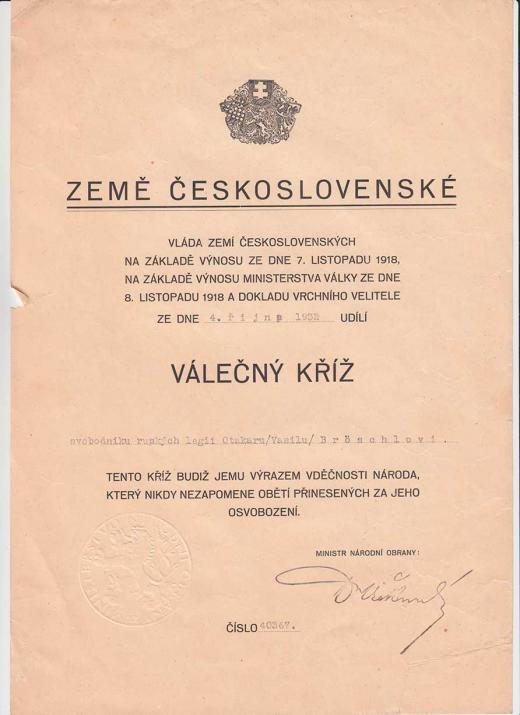 ZEMĚ ČESKOSLOVENSKÉ
VLÁDA ZEMÍ ČESKOSLOVENSKÝCH
NA ZÁKLADĚ VÝNOSU ZE DNE 7. LISTOPADU 1918,
NA ZÁKLADĚ VÝNOSU MINISTERSTVA VÁLKY ZE DNE
8. LISTOPADU 1918 A DOKLADU VRCHNÍHO VELITELE
ZE DNE 4. října 1932 UDÍLÍ
VÁLEČNÝ KŘÍŽ
svobodníku ruských legií Otakaru/Vasilu/ Bröschlovi.
TENTO KŘÍŽ BUDIŽ JEMU VÝRAZEM VDĚČNOSTI NÁRODA,
KTERÝ NIKDY NEZAPOMENE OBĚTÍ PŘINESENÝCH ZA JEHO
OSVOBOZENÍ.
MINISTR NÁRODNÍ OBRANY:
ČÍSLO 40367.